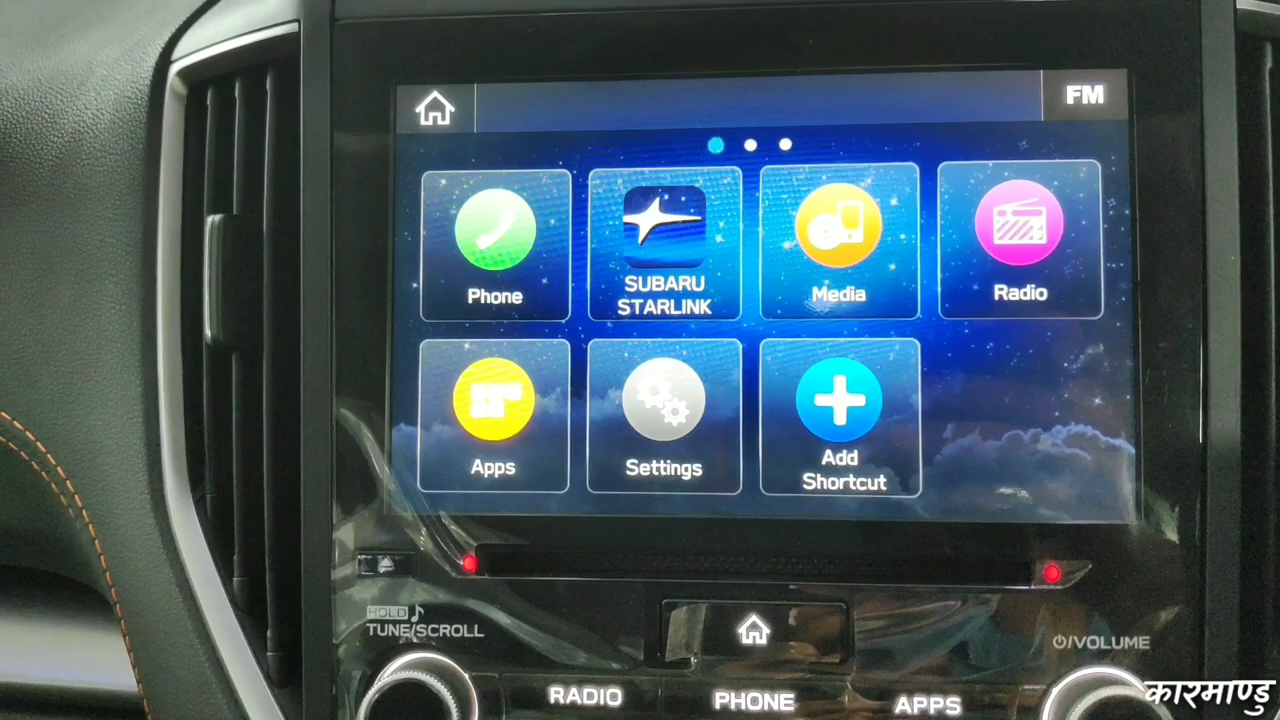 FM
Phone
SUBARU
STARLINK
Media
Radio
Apps
Settings
Add
Shortcut
HOLD
TUNE/SCROLL
/VOLUME
RADIO
PHONE
APPS
कारमाण्डु